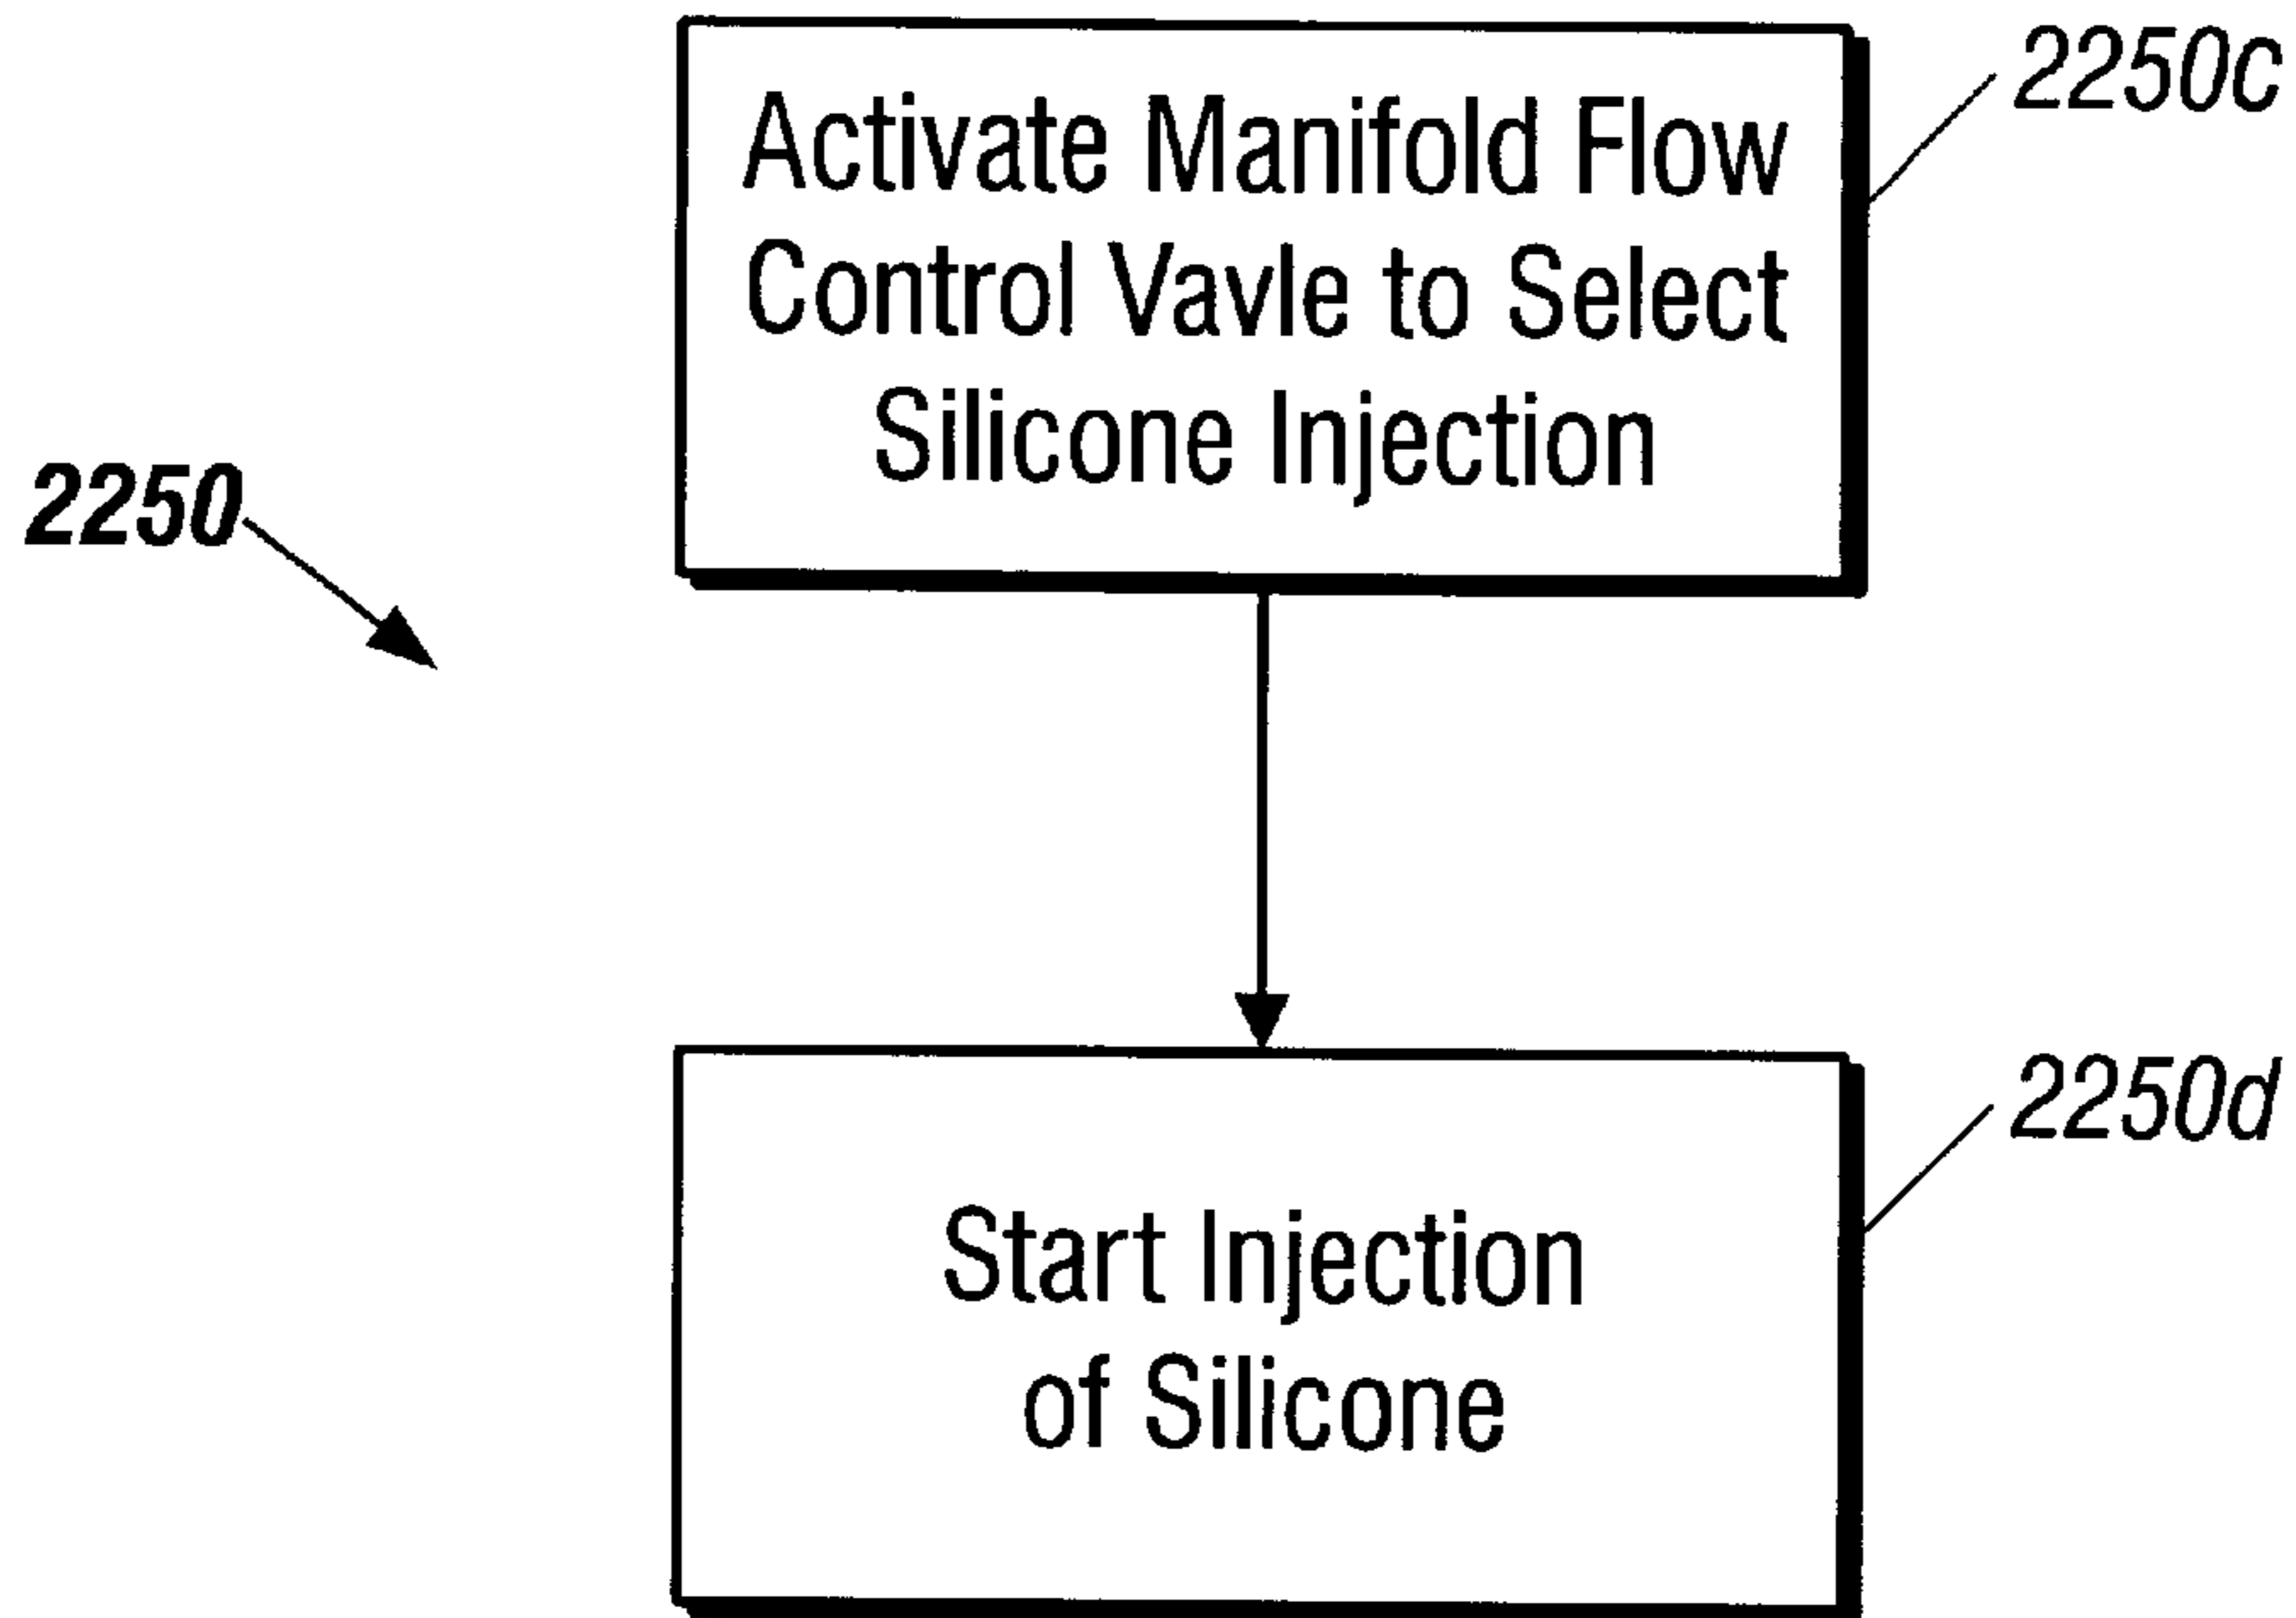 2250c
Activate Manifold Flow
Control Vavle to Select
Silicone Injection
2250
2250d
Start Injection
of Silicone